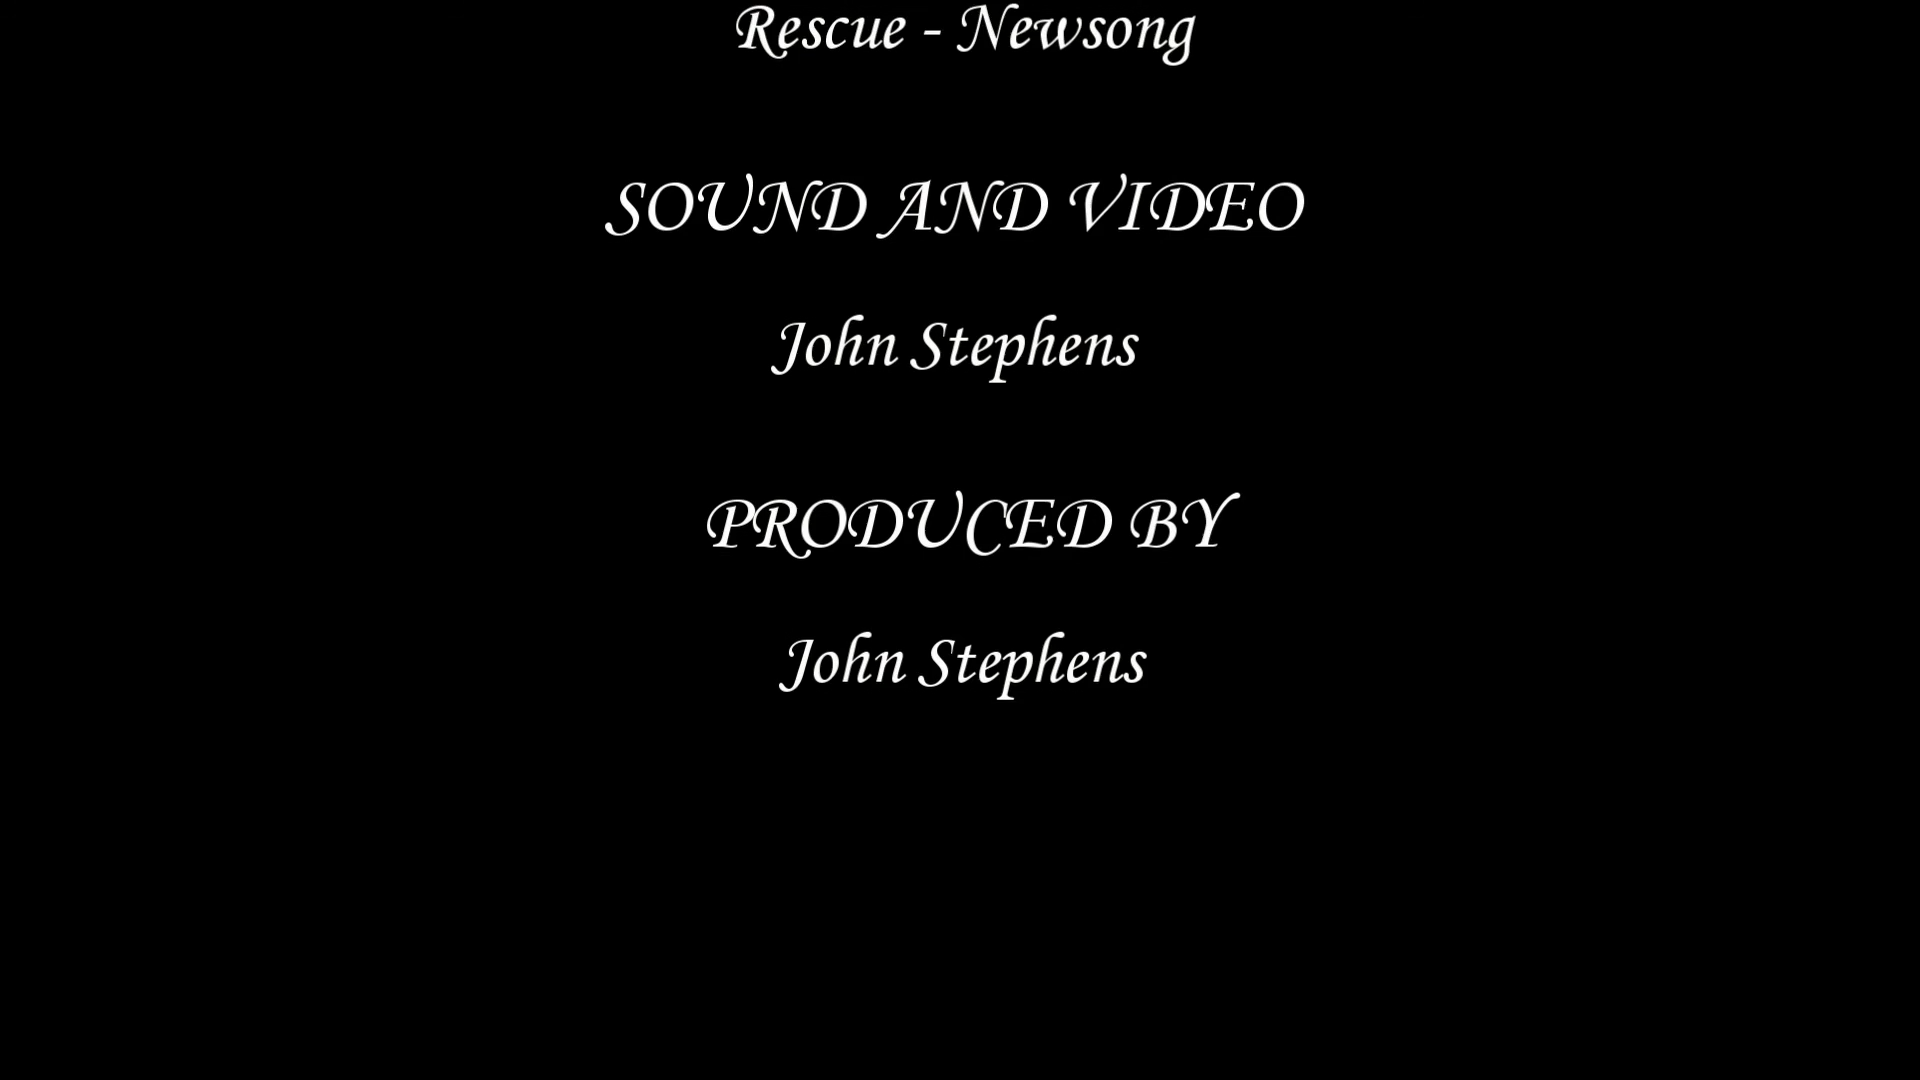 Rescue - Newsong
SOUND AND VIDEO
John Stephens
PRODUCED BY
John Stephens